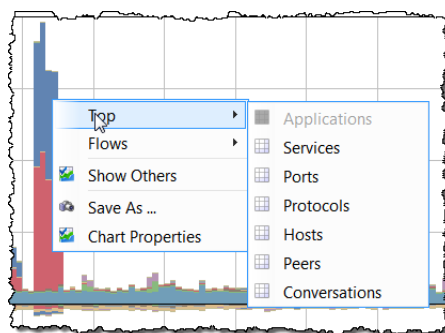 Top
Flows
Show Others
Save As ...
Chart Properties
Applications
Services
Ports
Protocols
Hosts
Peers
Conversations